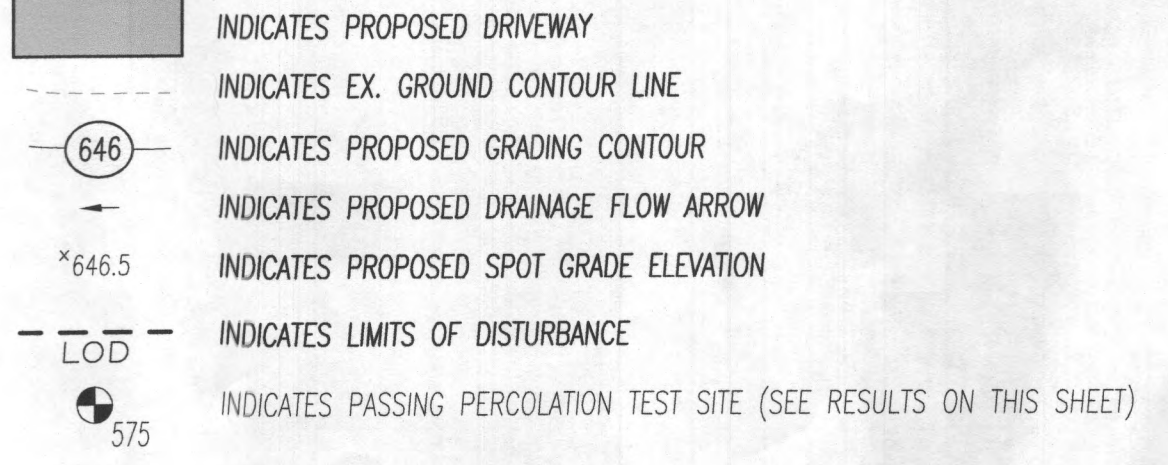 INDICATES PROPOSED DRIVEWAY
INDICATES EX. GROUND CONTOUR LINE
646 INDICATES PROPOSED GRADING CONTOUR
INDICATES PROPOSED DRAINAGE FLOW ARROW
x646.5 INDICATES PROPOSED SPOT GRADE ELEVATION
LOD INDICATES LIMITS OF DISTURBANCE
575 INDICATES PASSING PERCOLATION TEST SITE (SEE RESULTS ON THIS SHEET)